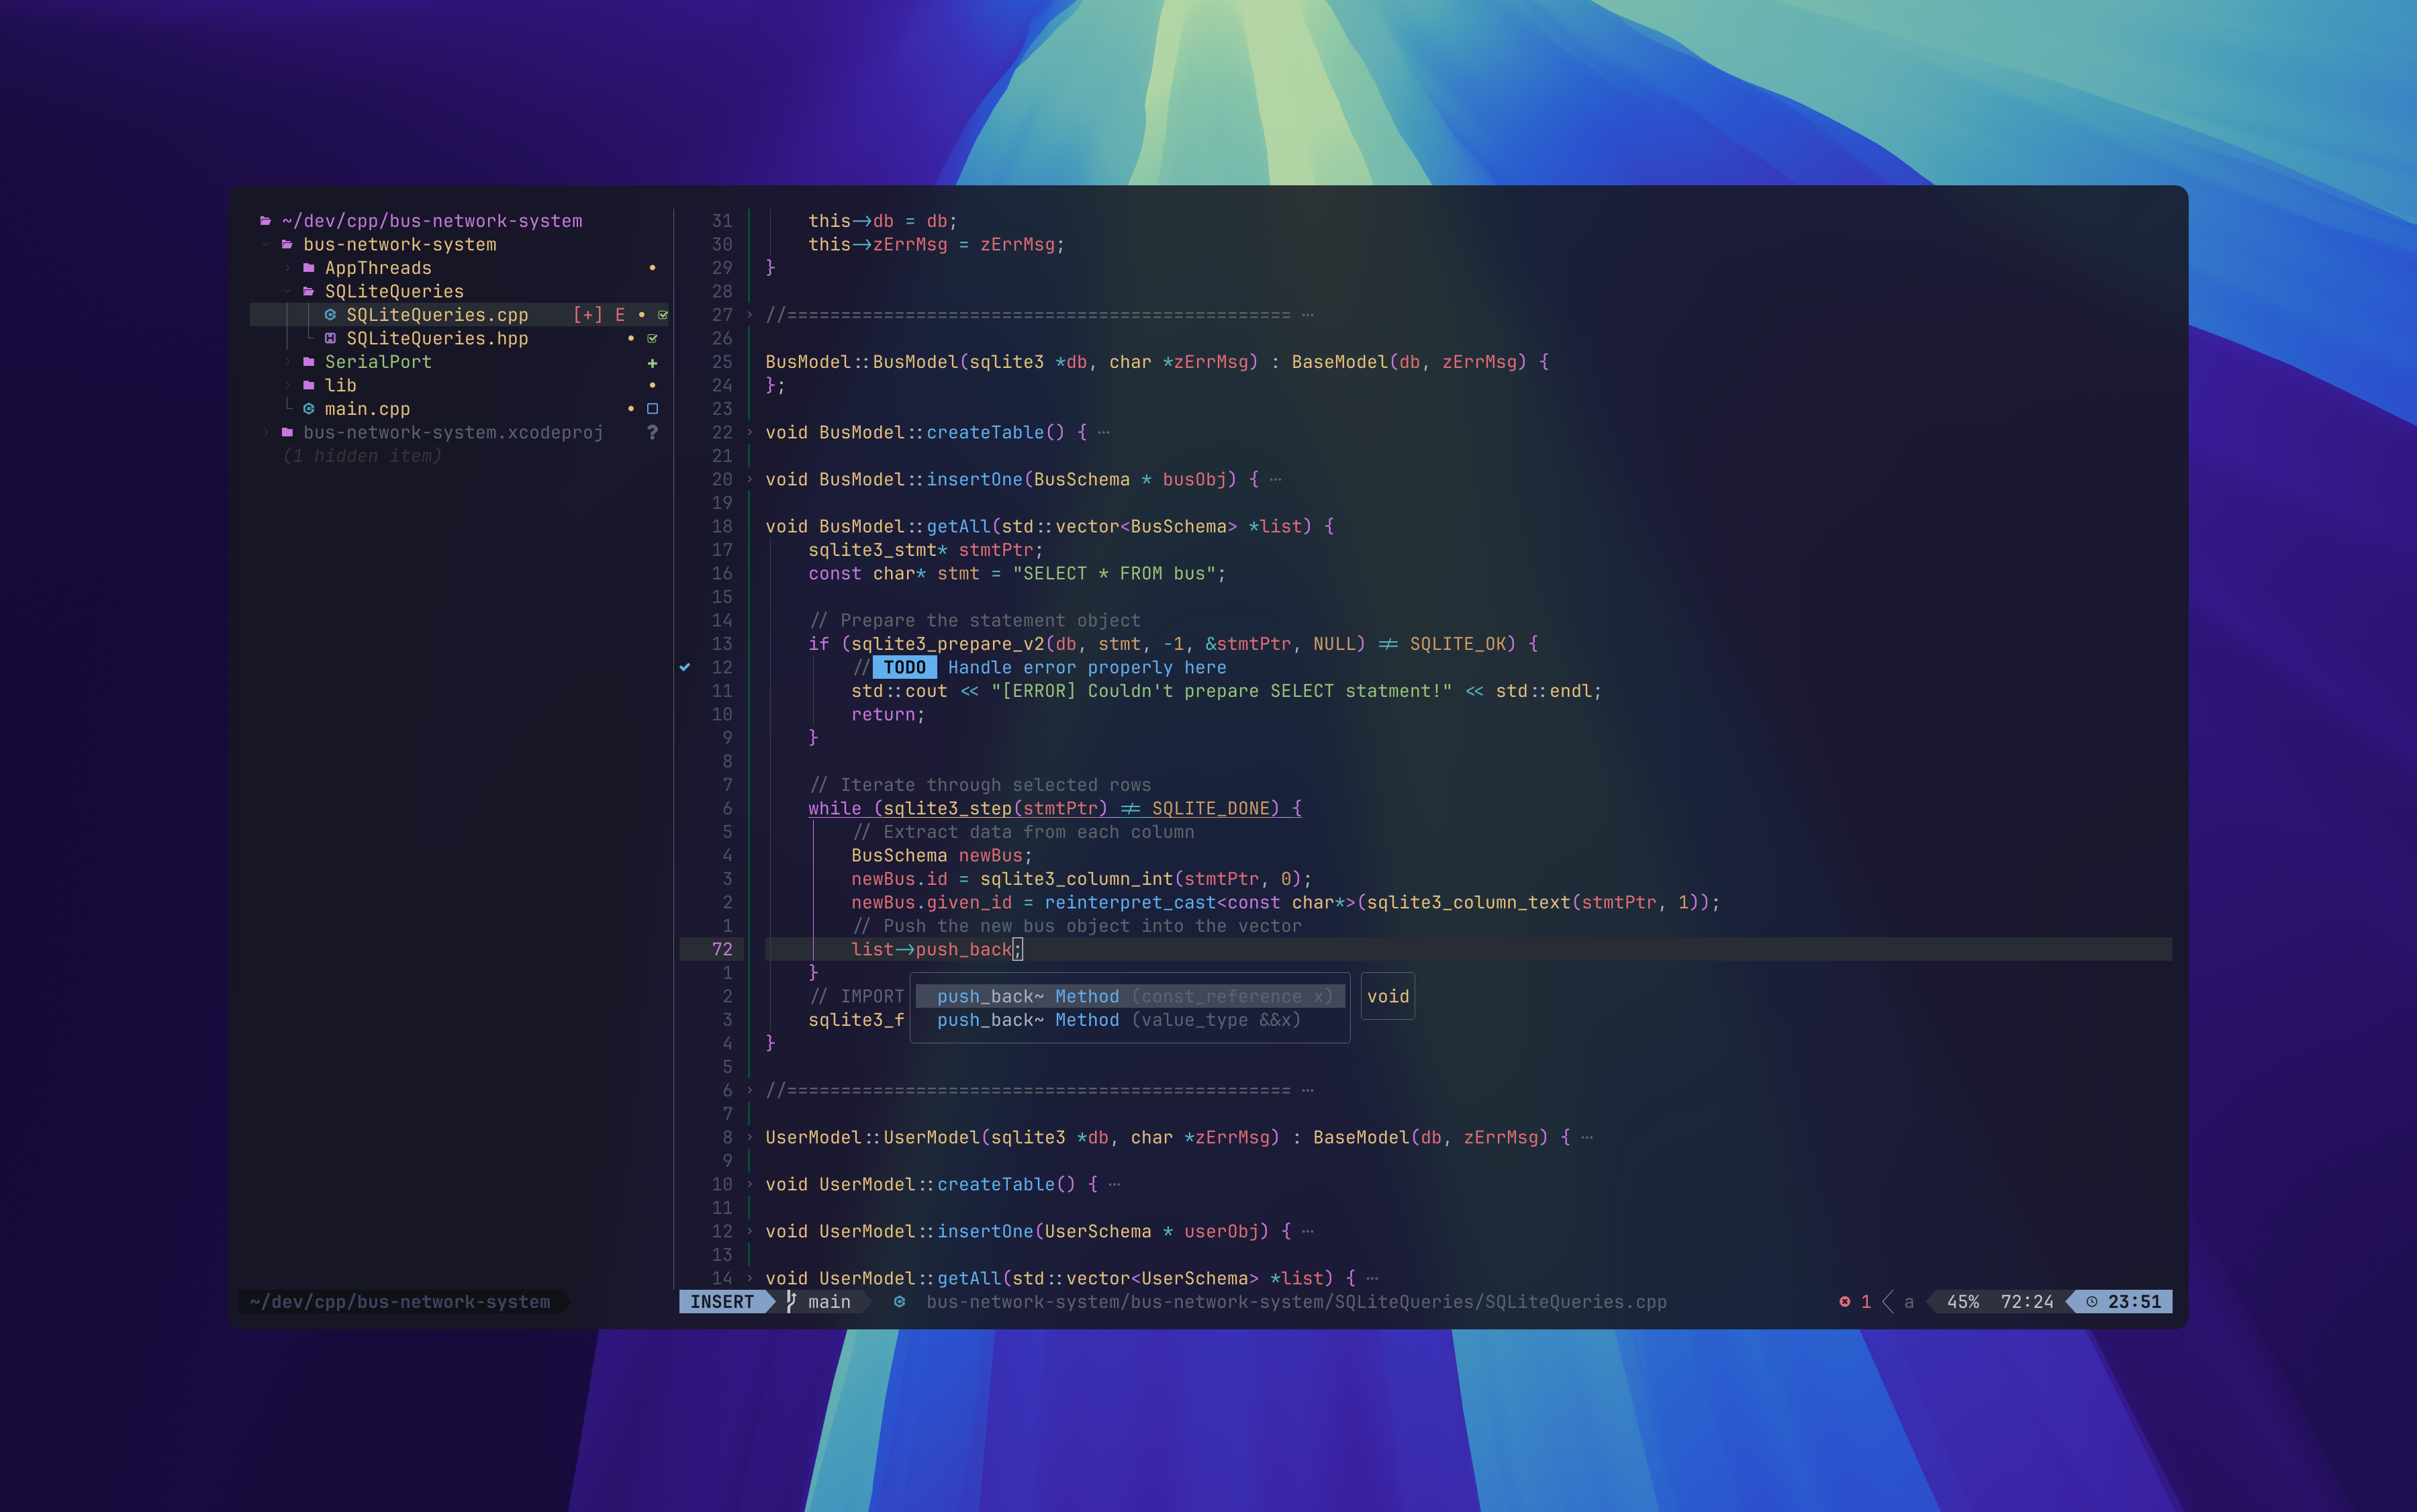 ~/dev/cpp/bus-network-system
bus-network-system
AppThreads
SQLiteQueries
SQLiteQueries.cpp [+] E
SQLiteQueries.hpp
SerialPort +
lib
main.cpp
bus-network-system.xcodeproj ?
(1 hidden item)
~/dev/cpp/bus-network-system
31 this->db = db;
30 this->zErrMsg = zErrMsg;
29 }
28
27 //=============================================== ···
26
25 BusModel::BusModel(sqlite3 *db, char *zErrMsg) : BaseModel(db, zErrMsg) {
24 };
23
22 void BusModel::createTable() { ···
21
20 void BusModel::insertOne(BusSchema * busObj) { ···
19
18 void BusModel::getAll(std::vector<BusSchema> *list) {
17 sqlite3_stmt* stmtPtr;
16 const char* stmt = "SELECT * FROM bus";
15
14 // Prepare the statement object
13 if (sqlite3_prepare_v2(db, stmt, -1, &stmtPtr, NULL) != SQLITE_OK) {
12 // TODO Handle error properly here
11 std::cout << "[ERROR] Couldn't prepare SELECT statment!" << std::endl;
10 return;
9 }
8
7 // Iterate through selected rows
6 while (sqlite3_step(stmtPtr) != SQLITE_DONE) {
5 // Extract data from each column
4 BusSchema newBus;
3 newBus.id = sqlite3_column_int(stmtPtr, 0);
2 newBus.given_id = reinterpret_cast<const char*>(sqlite3_column_text(stmtPtr, 1));
1 // Push the new bus object into the vector
72 list->push_back;
1 }
2 // IMPORT push_back~ Method (const_reference x) void
3 sqlite3_f push_back~ Method (value_type &&x)
4 }
5
6 //=============================================== ···
7
8 UserModel::UserModel(sqlite3 *db, char *zErrMsg) : BaseModel(db, zErrMsg) { ···
9
10 void UserModel::createTable() { ···
11
12 void UserModel::insertOne(UserSchema * userObj) { ···
13
14 void UserModel::getAll(std::vector<UserSchema> *list) { ···
INSERT main bus-network-system/bus-network-system/SQLiteQueries/SQLiteQueries.cpp 1 a 45% 72:24 23:51